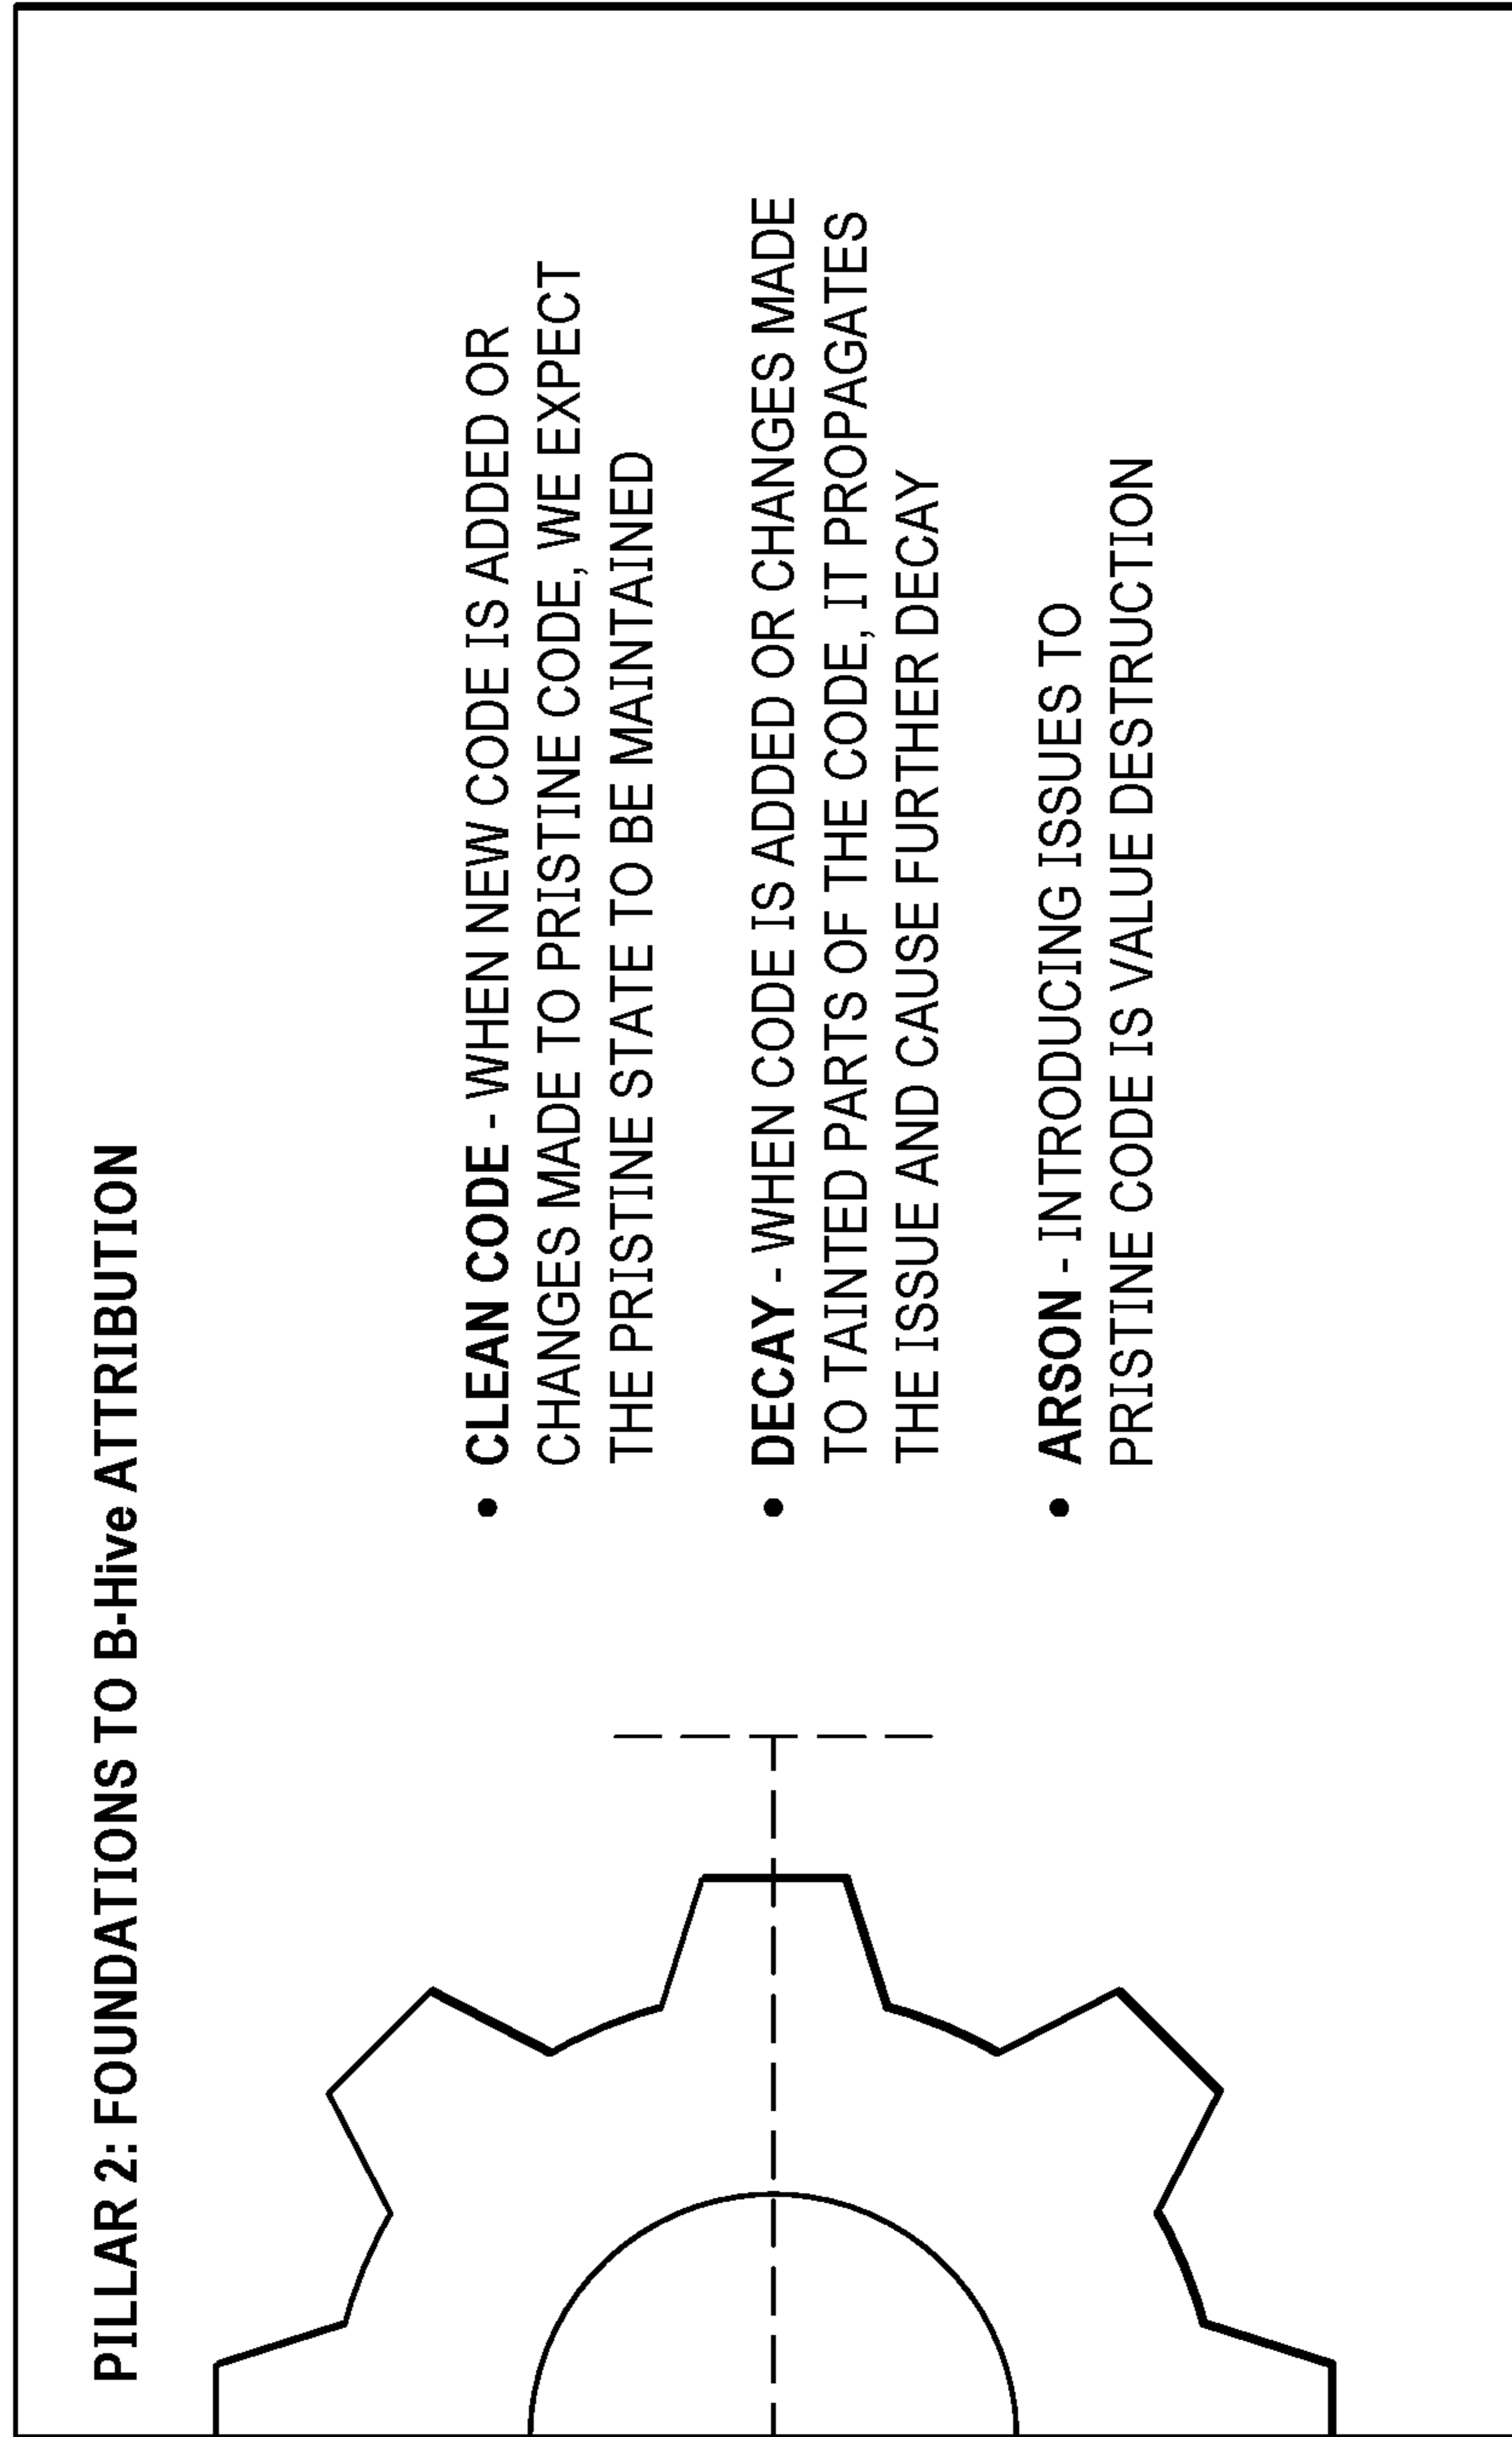 PILLAR 2: FOUNDATIONS TO B-Hive ATTRIBUTION
• CLEAN CODE - WHEN NEW CODE IS ADDED OR
CHANGES MADE TO PRISTINE CODE, WE EXPECT
THE PRISTINE STATE TO BE MAINTAINED
• DECAY - WHEN CODE IS ADDED OR CHANGES MADE
TO TAINTED PARTS OF THE CODE, IT PROPAGATES
THE ISSUE AND CAUSE FURTHER DECAY
• ARSON - INTRODUCING ISSUES TO
PRISTINE CODE IS VALUE DESTRUCTION